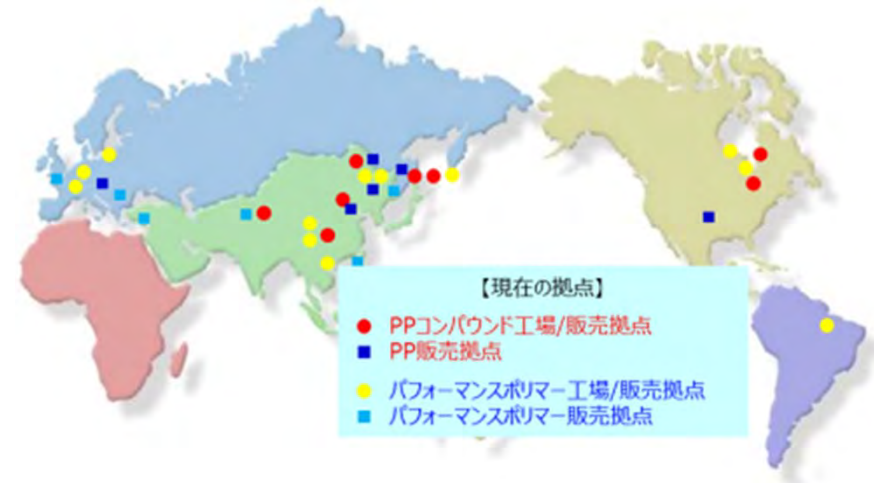 【現在の拠点】
PPコンパウンド工場/販売拠点
PP販売拠点
パフォーマンスポリマー工場/販売拠点
パフォーマンスポリマー販売拠点